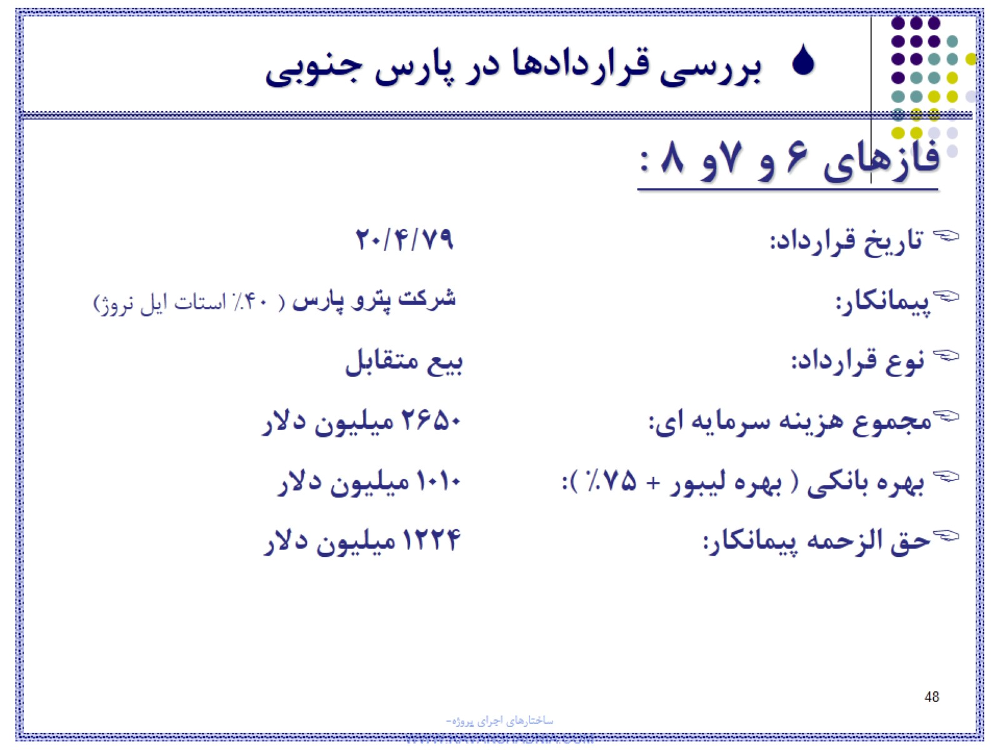 بررسی قراردادها در پارس جنوبی
فازهای ۶ و ۷و ۸ :
تاریخ قرارداد: ۲۰/۴/۷۹
پیمانکار: شرکت پترو پارس ( ۴۰٪ استات ایل نروژ)
نوع قرارداد: بیع متقابل
مجموع هزینه سرمایه ای: ۲۶۵۰ میلیون دلار
بهره بانکی ( بهره لیبور + ۷۵٪ ): ۱۰۱۰ میلیون دلار
حق الزحمه پیمانکار: ۱۲۲۴ میلیون دلار
48
ساختارهای اجرای پروژه-